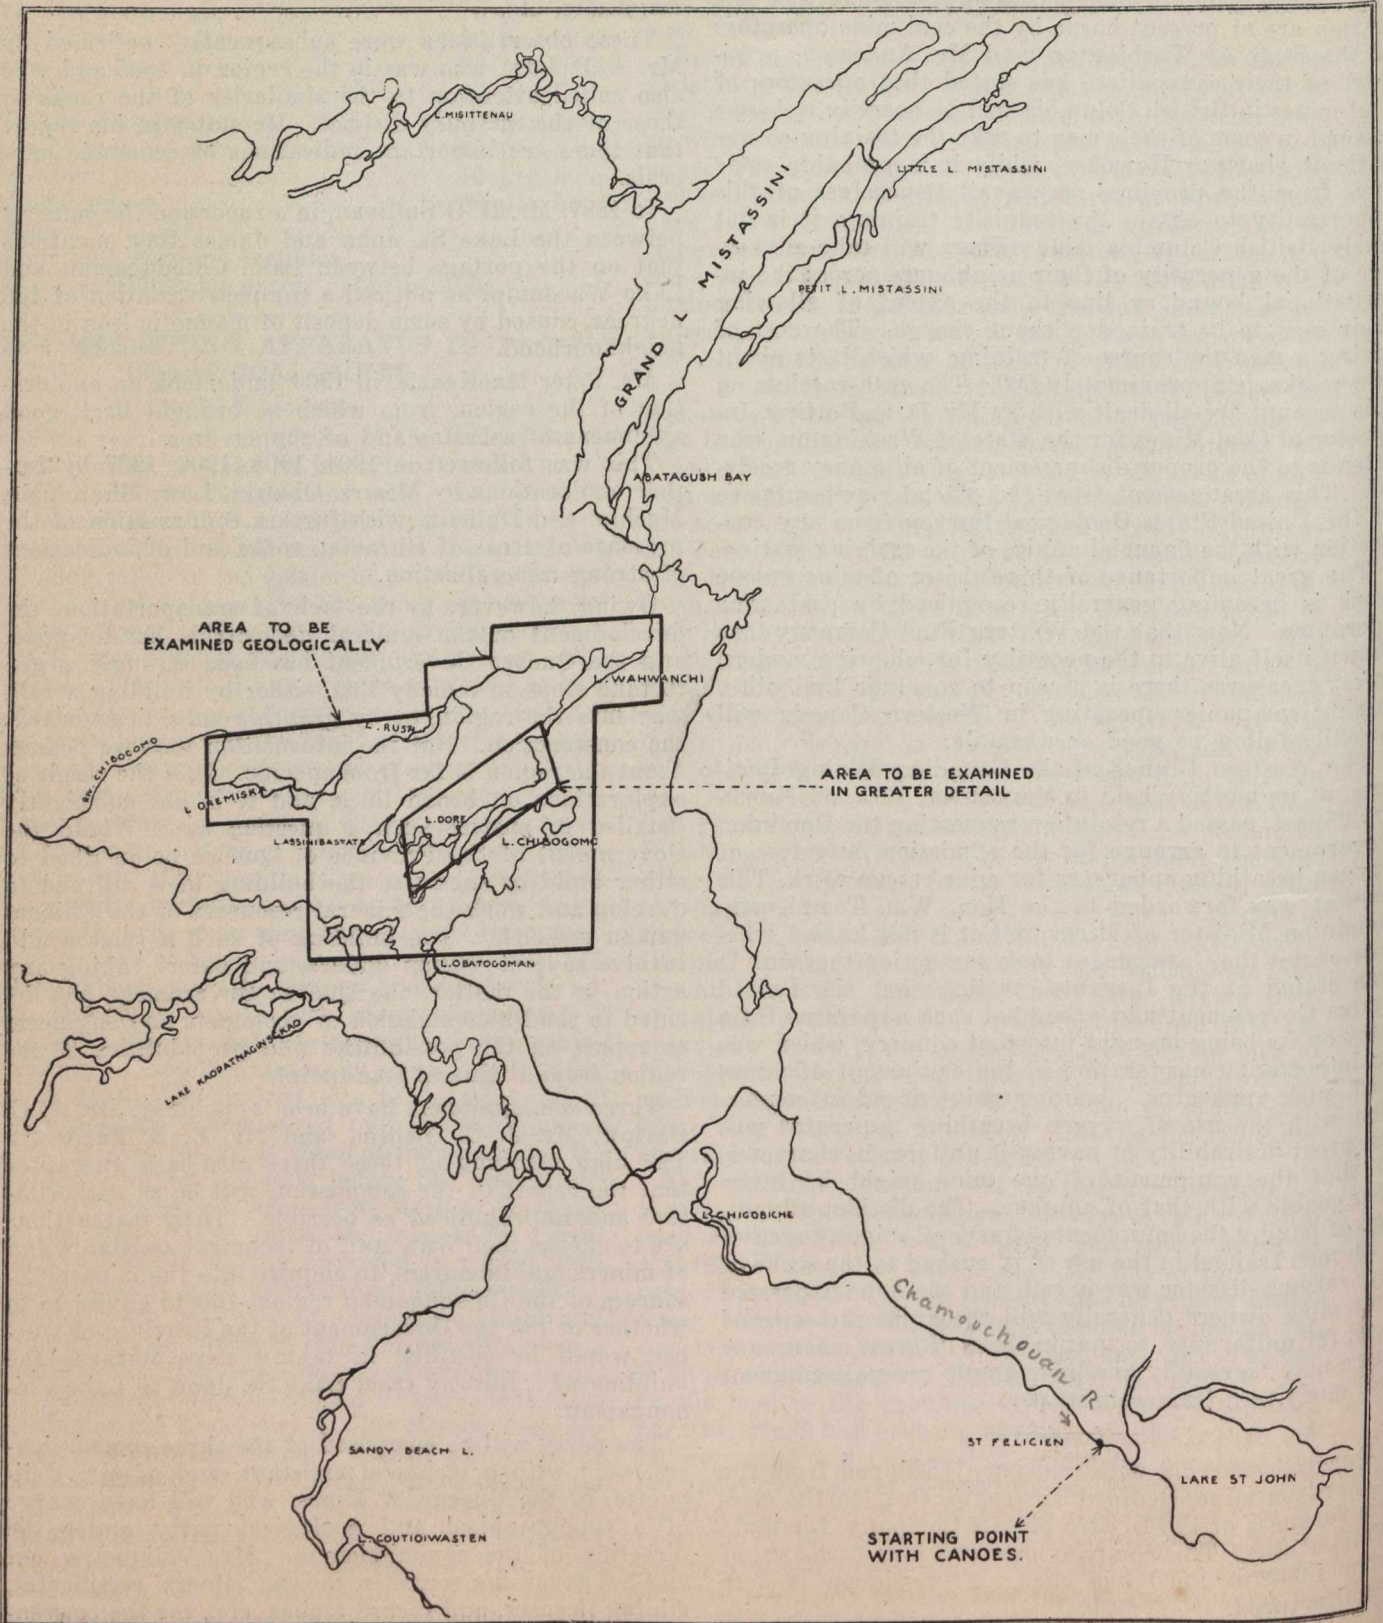 L. MISITTENAU
LITTLE L. MISTASSINI
GRAND L. MISTASSINI
PETIT L. MISTASSINI
ABATAGUSH BAY
AREA TO BE
EXAMINED GEOLOGICALLY
L. WAHWANCHI
L. RUSH
BR. CHIBOGOMO
AREA TO BE EXAMINED
IN GREATER DETAIL
L. OREMISKA
L. DORE
L. ASSINIBASTATS
L. CHIBOGOMO
L. OBATOGOMAN
LAKE KAOPATNAGINSKAO
L. CHIGOBICHE
Chamouchouan R
ST FELICIEN
SANDY BEACH L.
LAKE ST JOHN
L. COUTIOIWASTEN
STARTING POINT
WITH CANOES.